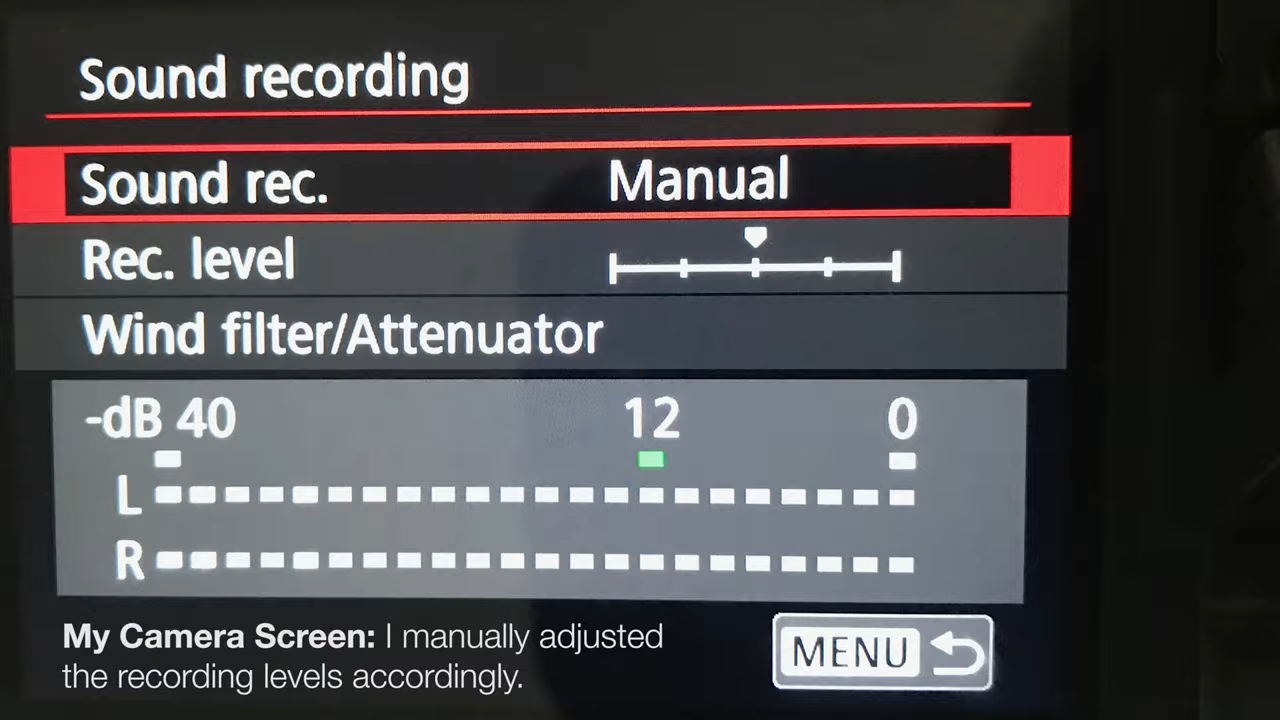 Sound recording
Sound rec. Manual
Rec. level
Wind filter/Attenuator
-dB 40 12 0
L
R
My Camera Screen: I manually adjusted
the recording levels accordingly.
MENU